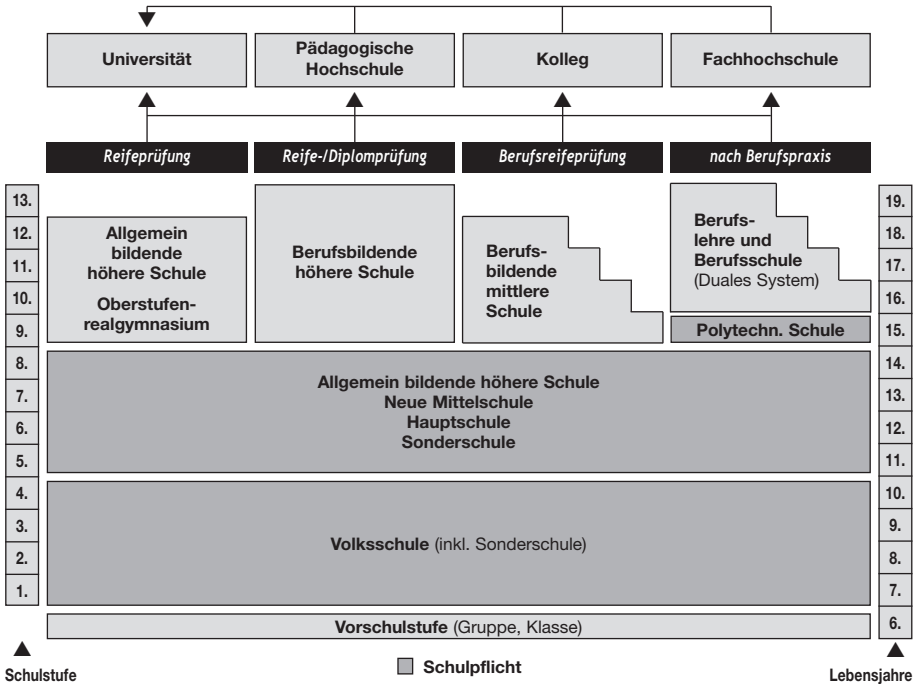 Universität
Pädagogische
Hochschule
Kolleg
Fachhochschule
Reifeprüfung
Reife-/Diplomprüfung
Berufsreifeprüfung
nach Berufspraxis
13.
12.
11.
10.
9.
8.
7.
6.
5.
4.
3.
2.
1.
Allgemein
bildende
höhere Schule
Oberstufen-
realgymnasium
Berufsbildende
höhere Schule
Berufs-
bildende
mittlere
Schule
Berufs-
lehre und
Berufsschule
(Duales System)
Polytechn. Schule
19.
18.
17.
16.
15.
14.
13.
12.
11.
10.
9.
8.
7.
6.
Allgemein bildende höhere Schule
Neue Mittelschule
Hauptschule
Sonderschule
Volksschule (inkl. Sonderschule)
Vorschulstufe (Gruppe, Klasse)
Schulstufe
Schulpflicht
Lebensjahre